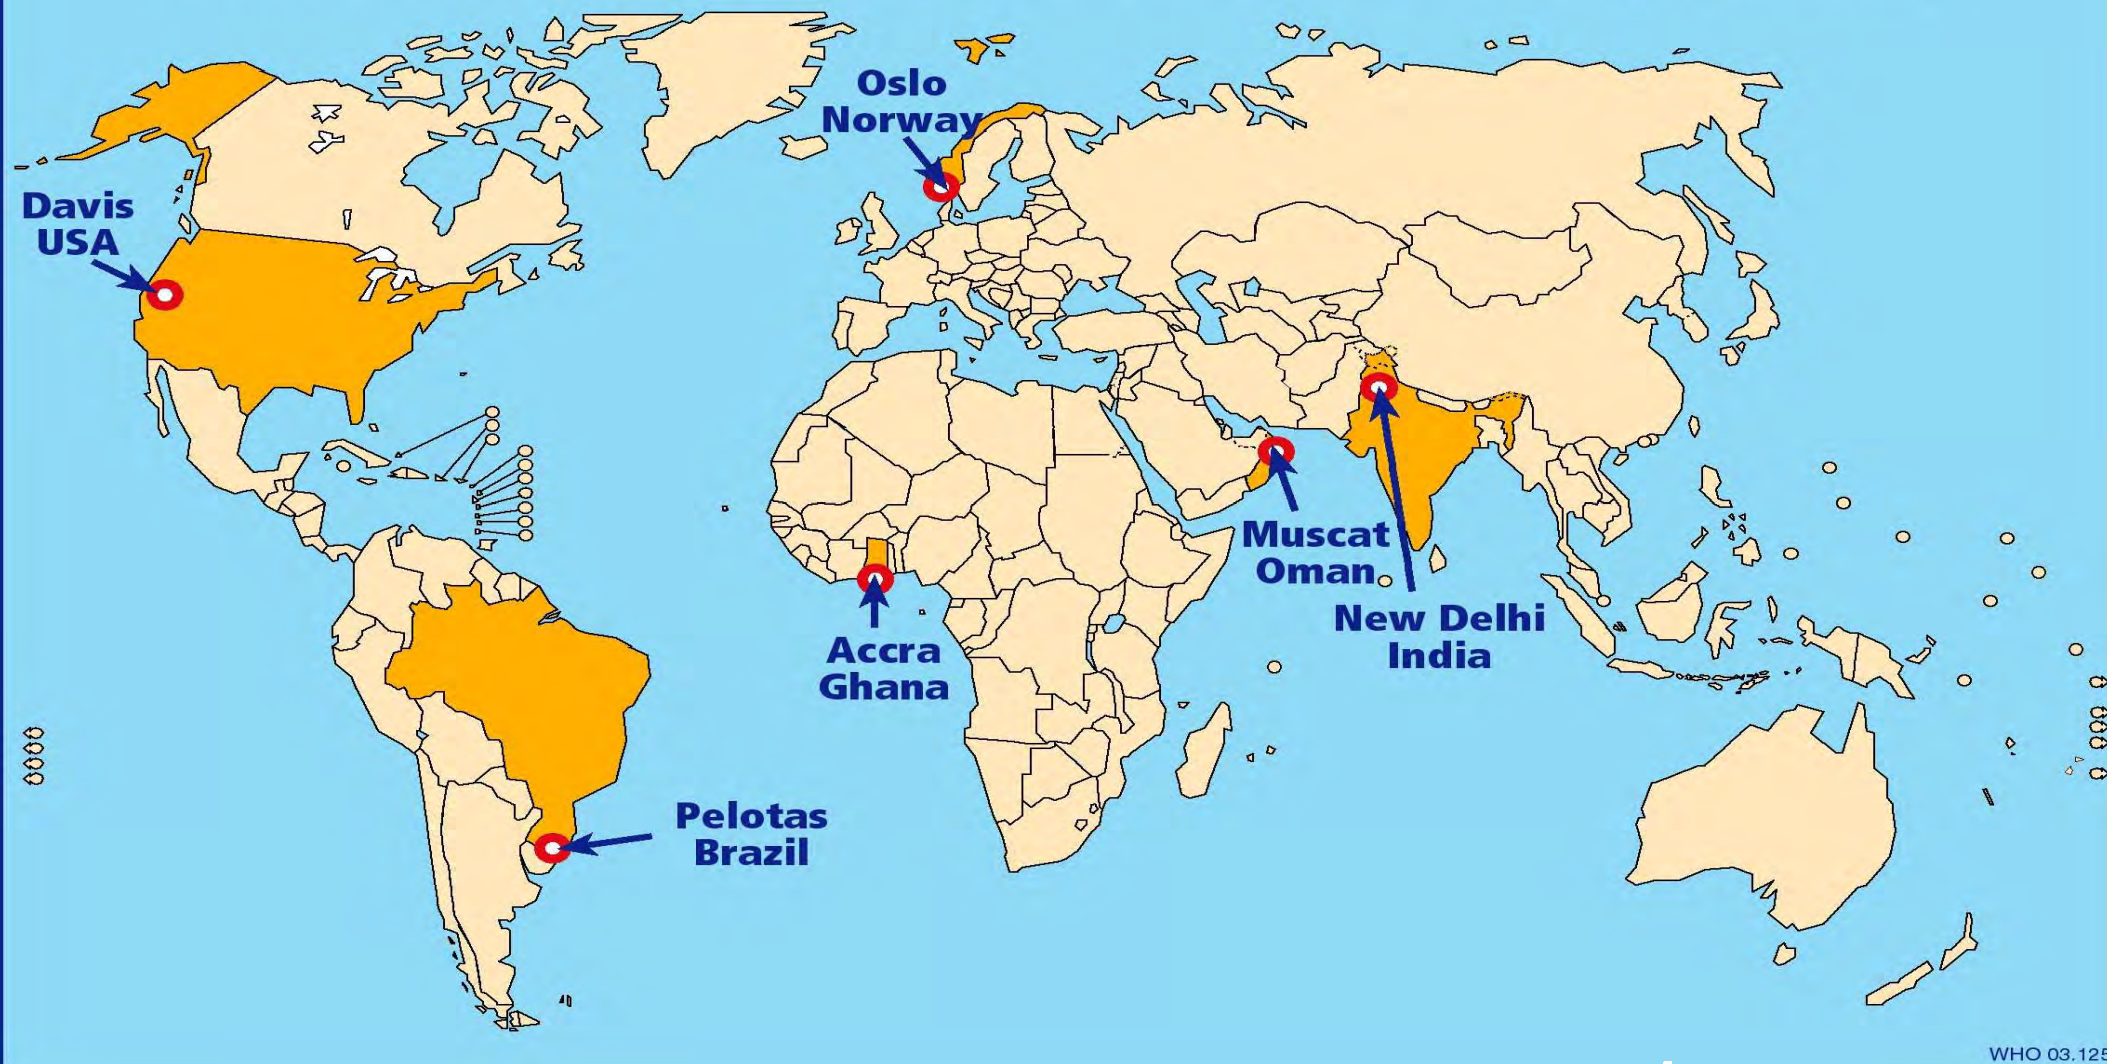 Oslo
Norway
Davis
USA
Muscat
Oman
New Delhi
India
Accra
Ghana
Pelotas
Brazil
WHO 03.125